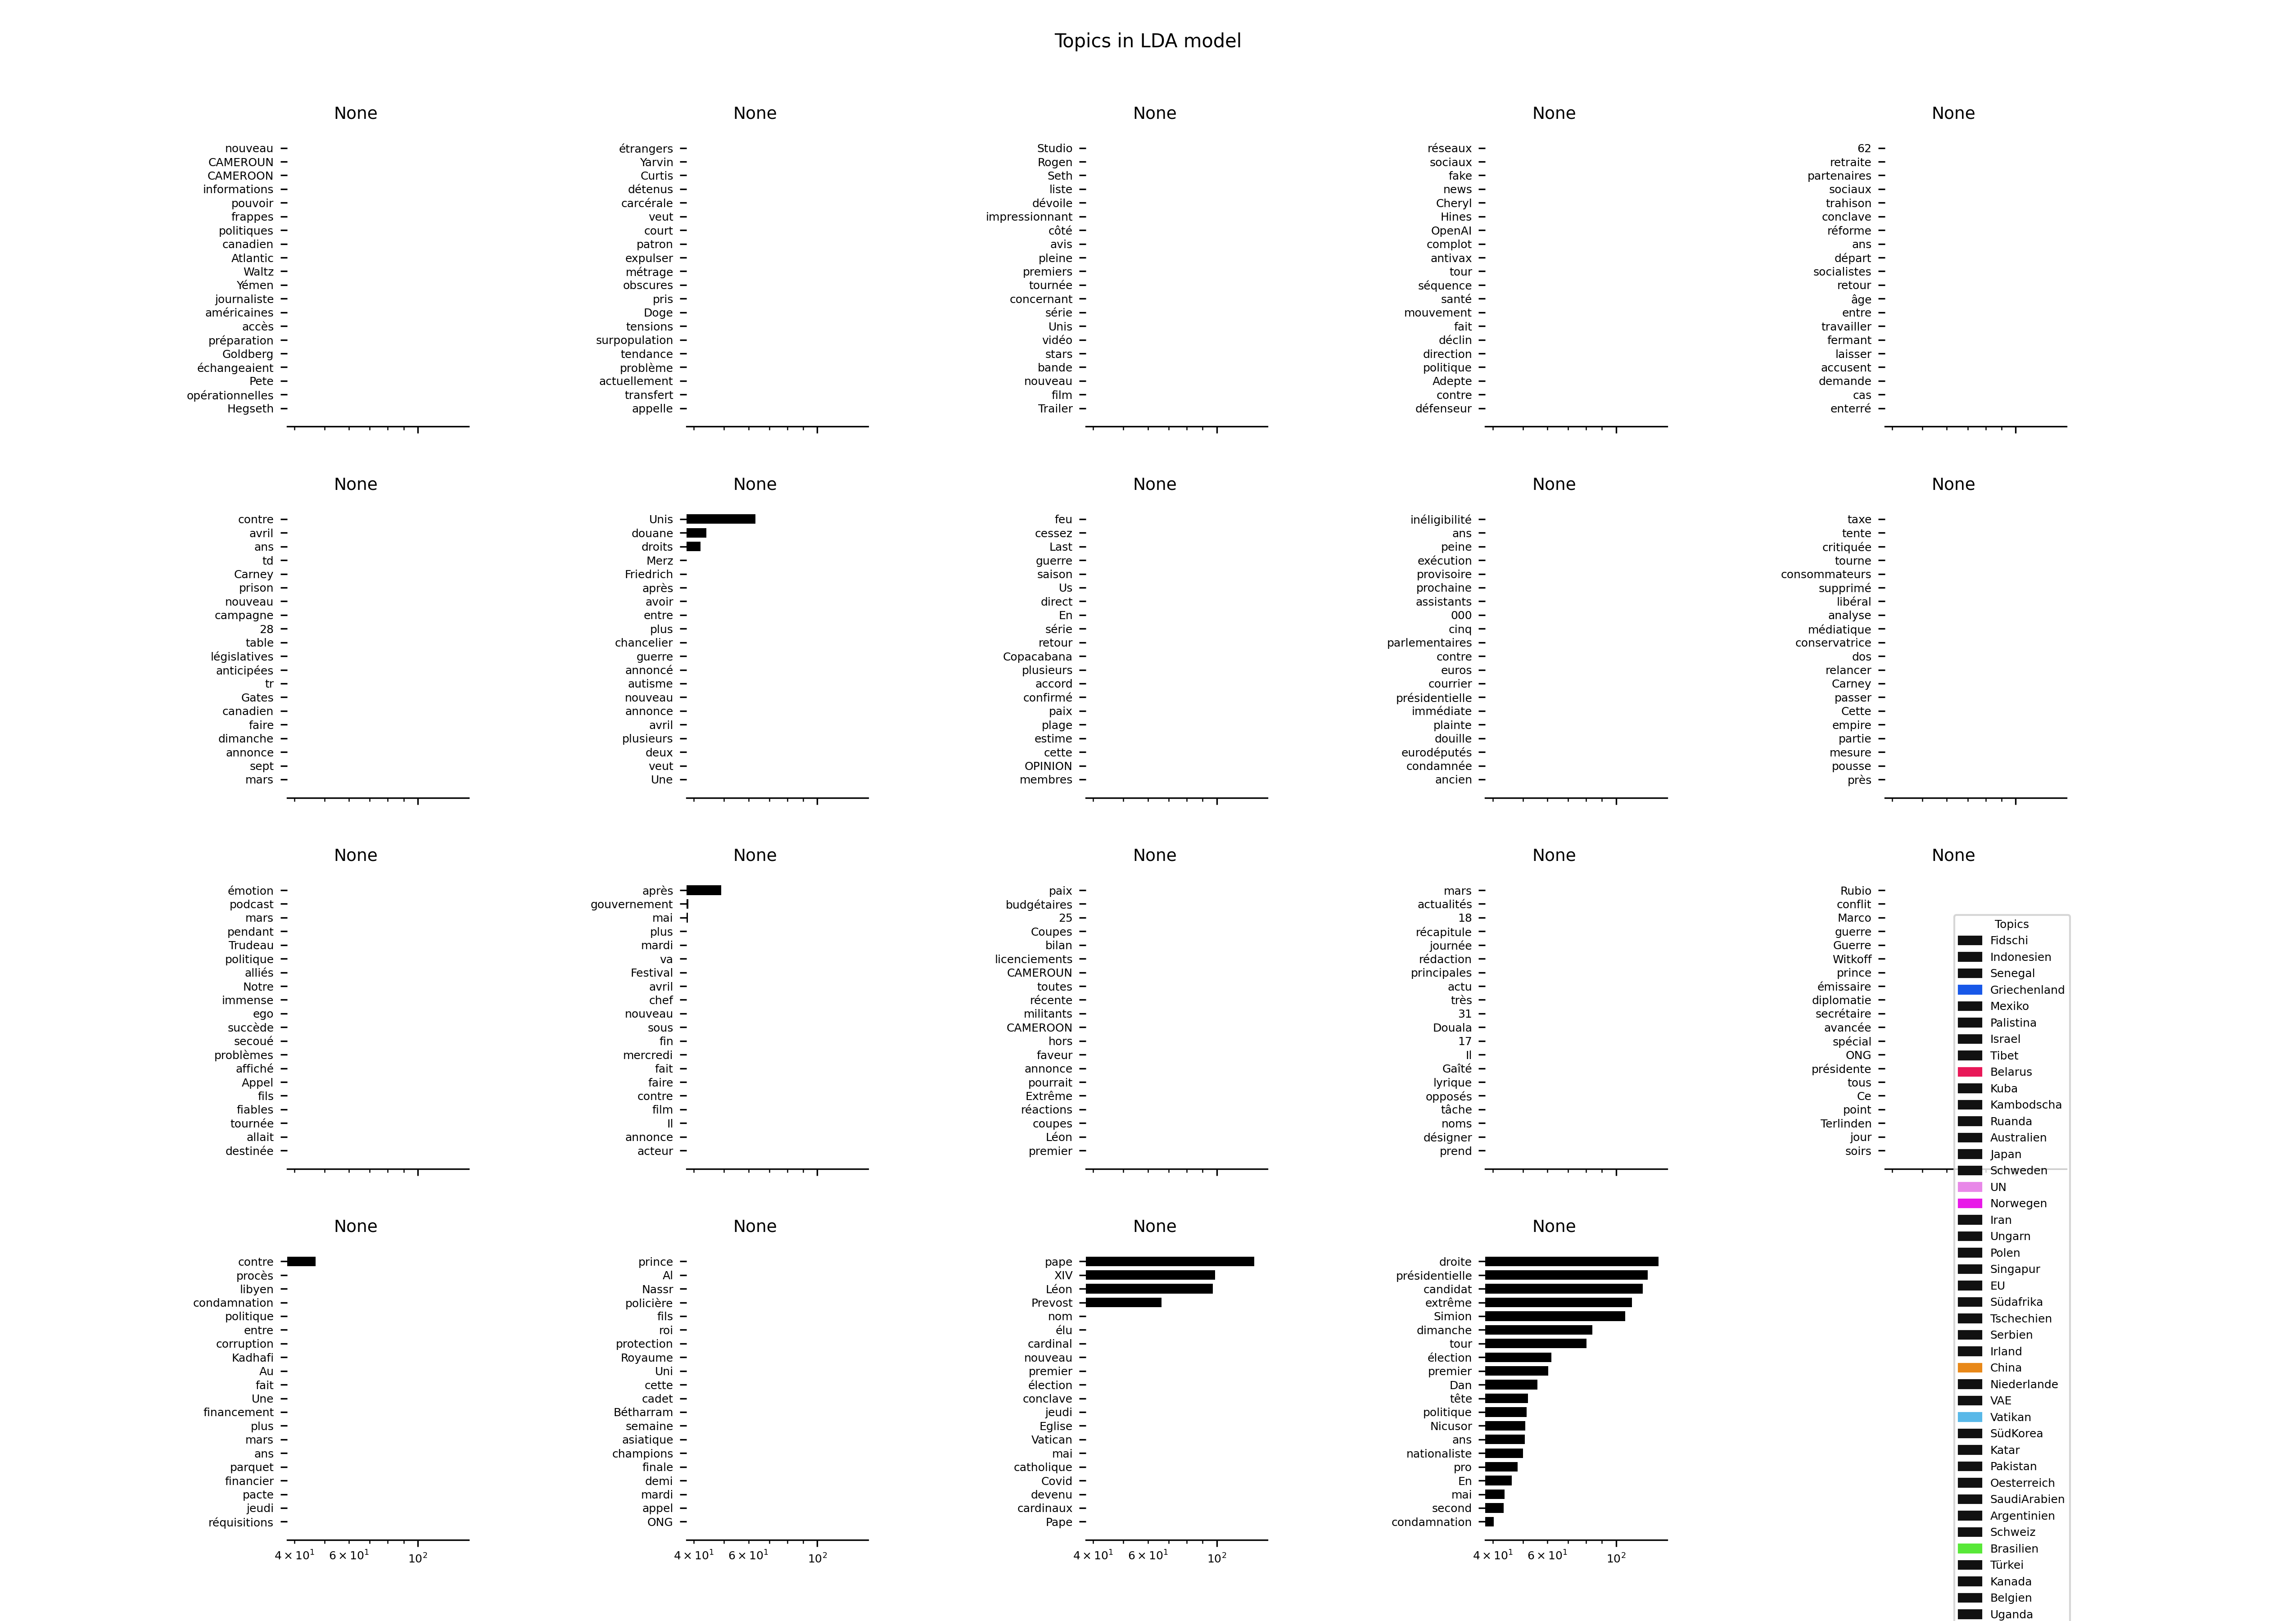 Topics in LDA model
None
nouveau
CAMEROUN
CAMEROON
informations
pouvoir
frappes
politiques
canadien
Atlantic
Waltz
Yémen
journaliste
américaines
accès
préparation
Goldberg
échangeaient
Pete
opérationnelles
Hegseth
None
étrangers
Yarvin
Curtis
détenus
carcérale
veut
court
patron
expulser
métrage
obscures
pris
Doge
tensions
surpopulation
tendance
problème
actuellement
transfert
appelle
None
Studio
Rogen
Seth
liste
dévoile
impressionnant
côté
avis
pleine
premiers
tournée
concernant
série
Unis
vidéo
stars
bande
nouveau
film
Trailer
None
réseaux
sociaux
fake
news
Cheryl
Hines
OpenAI
complot
antivax
tour
séquence
santé
mouvement
fait
déclin
direction
politique
Adepte
contre
défenseur
None
62
retraite
partenaires
sociaux
trahison
conclave
réforme
ans
départ
socialistes
retour
âge
entre
travailler
fermant
laisser
accusent
demande
cas
enterré
None
contre
avril
ans
td
Carney
prison
nouveau
campagne
28
table
législatives
anticipées
tr
Gates
canadien
faire
dimanche
annonce
sept
mars
None
Unis
douane
droits
Merz
Friedrich
après
avoir
entre
plus
chancelier
guerre
annoncé
autisme
nouveau
annonce
avril
plusieurs
deux
veut
Une
None
feu
cessez
Last
guerre
saison
Us
direct
En
série
retour
Copacabana
plusieurs
accord
confirmé
paix
plage
estime
cette
OPINION
membres
None
inéligibilité
ans
peine
exécution
provisoire
prochaine
assistants
000
cinq
parlementaires
contre
euros
courrier
présidentielle
immédiate
plainte
douille
eurodéputés
condamnée
ancien
None
taxe
tente
critiquée
tourne
consommateurs
supprimé
libéral
analyse
médiatique
conservatrice
dos
relancer
Carney
passer
Cette
empire
partie
mesure
pousse
près
None
émotion
podcast
mars
pendant
Trudeau
politique
alliés
Notre
immense
ego
succède
secoué
problèmes
affiché
Appel
fils
fiables
tournée
allait
destinée
None
après
gouvernement
mai
plus
mardi
va
Festival
avril
chef
nouveau
sous
fin
mercredi
fait
faire
contre
film
Il
annonce
acteur
None
paix
budgétaires
25
Coupes
bilan
licenciements
CAMEROUN
toutes
récente
militants
CAMEROON
hors
faveur
annonce
pourrait
Extrême
réactions
coupes
Léon
premier
None
mars
actualités
18
récapitule
journée
rédaction
principales
actu
très
31
Douala
17
Il
Gaîté
lyrique
opposés
tâche
noms
désigner
prend
None
Rubio
conflit
Marco
guerre
Guerre
Witkoff
prince
émissaire
diplomatie
secrétaire
avancée
spécial
ONG
présidente
tous
Ce
point
Terlinden
jour
soirs
None
contre
procès
libyen
condamnation
politique
entre
corruption
Kadhafi
Au
fait
Une
financement
plus
mars
ans
parquet
financier
pacte
jeudi
réquisitions
4 × 10¹ 6 × 10¹ 10²
None
prince
Al
Nassr
policière
fils
roi
protection
Royaume
Uni
cette
cadet
Bétharram
semaine
asiatique
champions
finale
demi
mardi
appel
ONG
4 × 10¹ 6 × 10¹ 10²
None
pape
XIV
Léon
Prevost
nom
élu
cardinal
nouveau
premier
élection
conclave
jeudi
Eglise
Vatican
mai
catholique
Covid
devenu
cardinaux
Pape
4 × 10¹ 6 × 10¹ 10²
None
droite
présidentielle
candidat
extrême
Simion
dimanche
tour
élection
premier
Dan
tête
politique
Nicusor
ans
nationaliste
pro
En
mai
second
condamnation
4 × 10¹ 6 × 10¹ 10²
Topics
Fidschi
Indonesien
Senegal
Griechenland
Mexiko
Palistina
Israel
Tibet
Belarus
Kuba
Kambodscha
Ruanda
Australien
Japan
Schweden
UN
Norwegen
Iran
Ungarn
Polen
Singapur
EU
Südafrika
Tschechien
Serbien
Irland
China
Niederlande
VAE
Vatikan
SüdKorea
Katar
Pakistan
Oesterreich
SaudiArabien
Argentinien
Schweiz
Brasilien
Türkei
Kanada
Belgien
Uganda